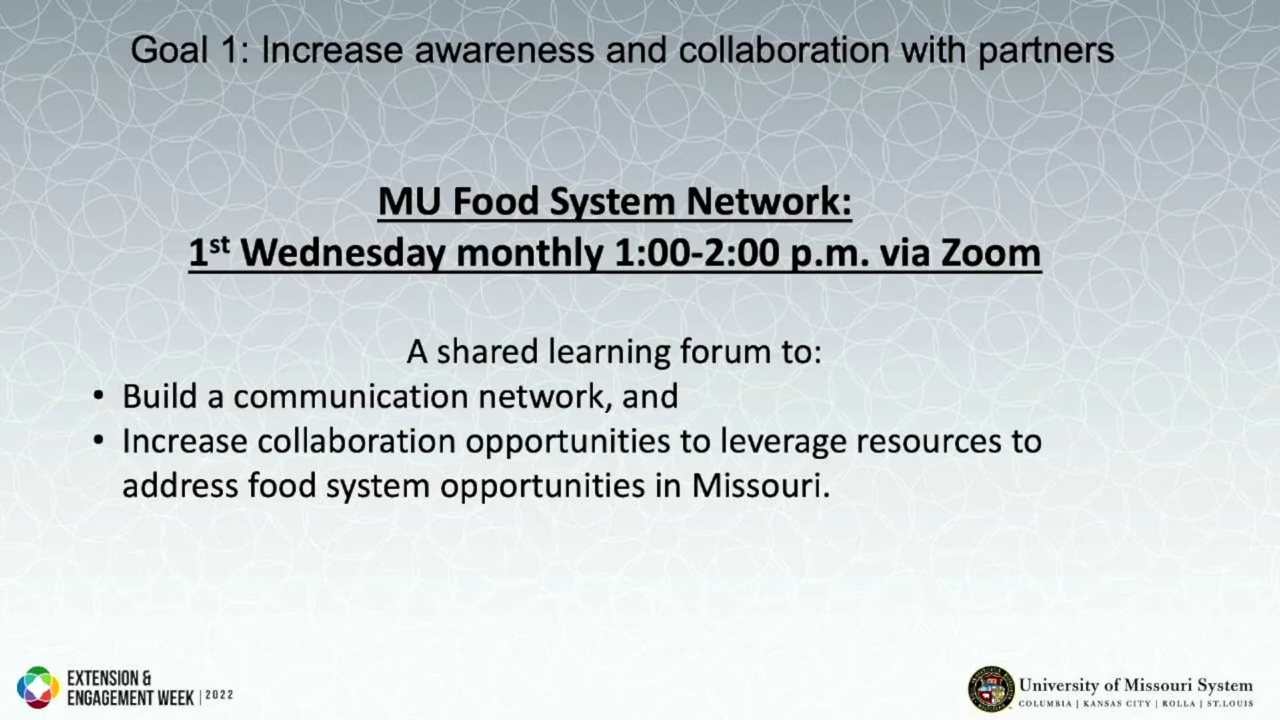 Goal 1: Increase awareness and collaboration with partners
MU Food System Network:
1st Wednesday monthly 1:00-2:00 p.m. via Zoom
A shared learning forum to:
• Build a communication network, and
• Increase collaboration opportunities to leverage resources to
address food system opportunities in Missouri.
EXTENSION &
ENGAGEMENT WEEK | 2022
University of Missouri System
COLUMBIA | KANSAS CITY | ROLLA | ST.LOUIS